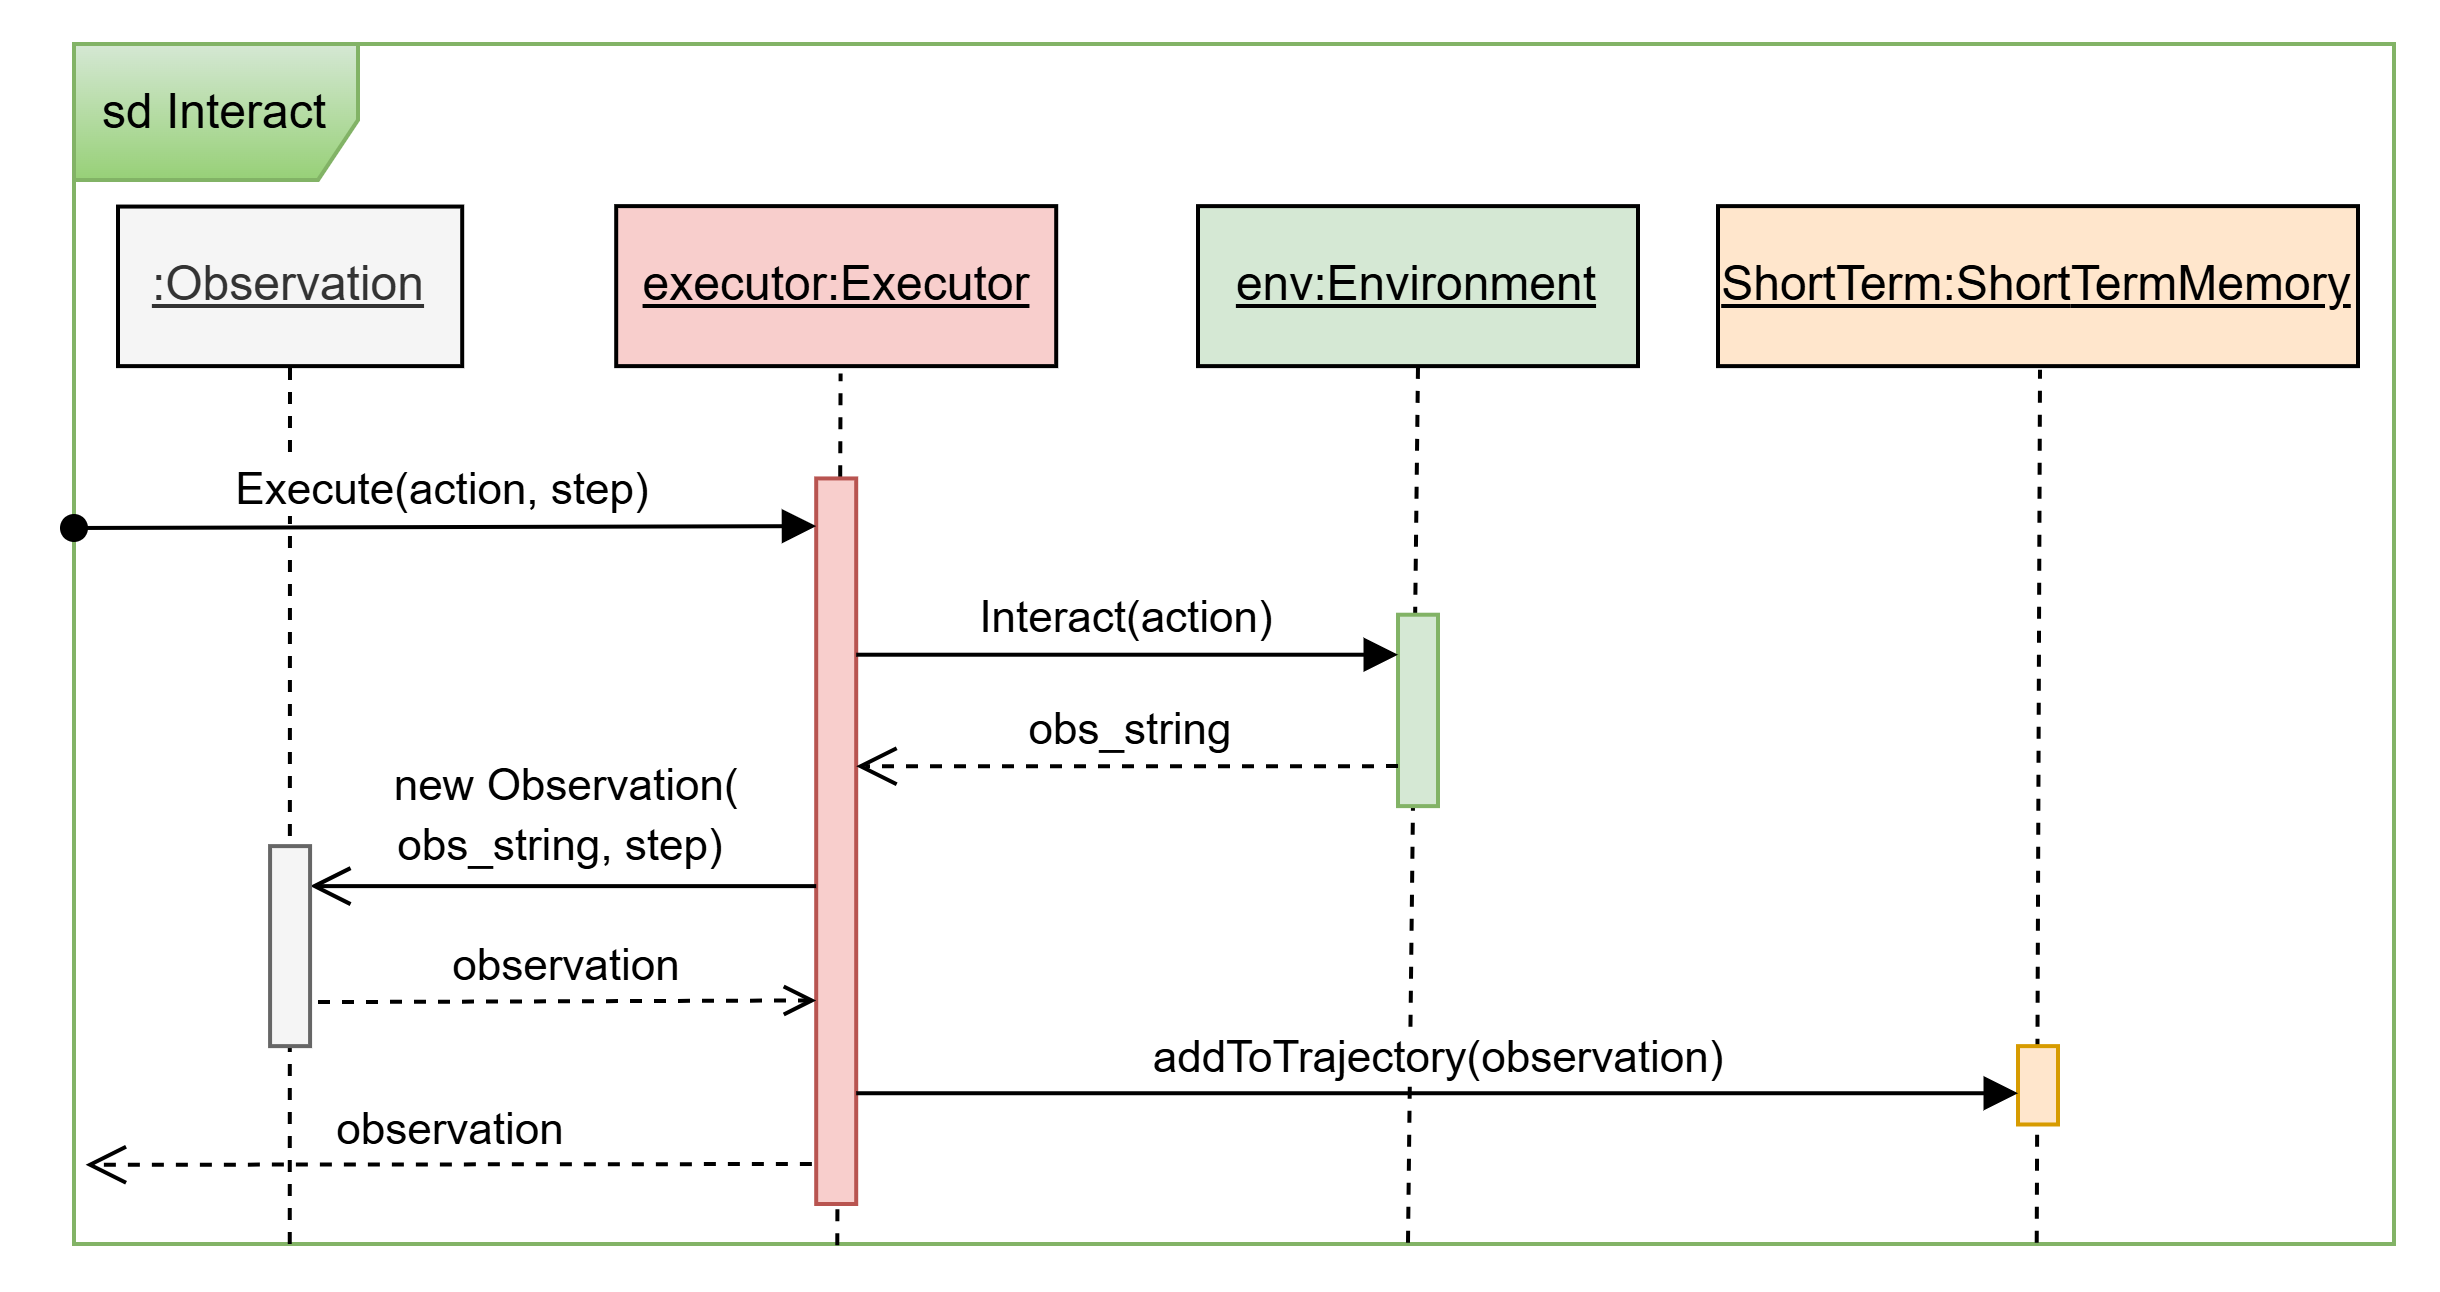 sd Interact
:Observation
executor:Executor
env:Environment
ShortTerm:ShortTermMemory
Execute(action, step)
Interact(action)
obs_string
new Observation(
obs_string, step)
observation
addToTrajectory(observation)
observation